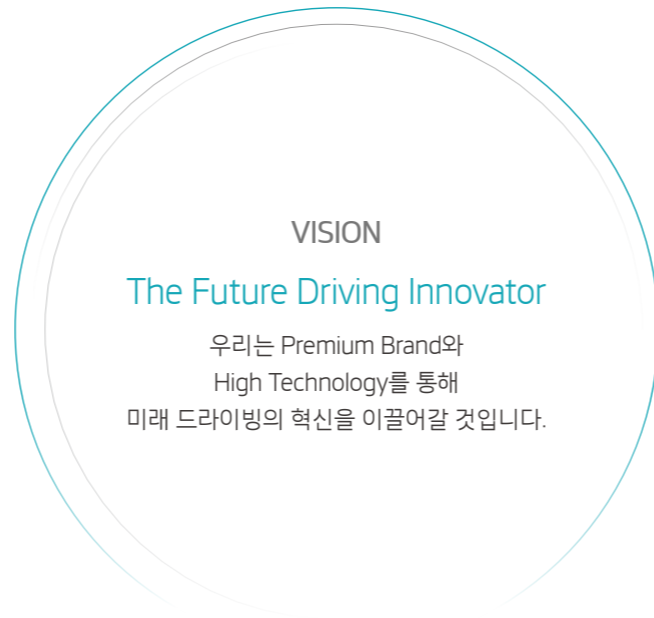 VISION
The Future Driving Innovator
우리는 Premium Brand와
High Technology를 통해
미래 드라이빙의 혁신을 이끌어갈 것입니다.